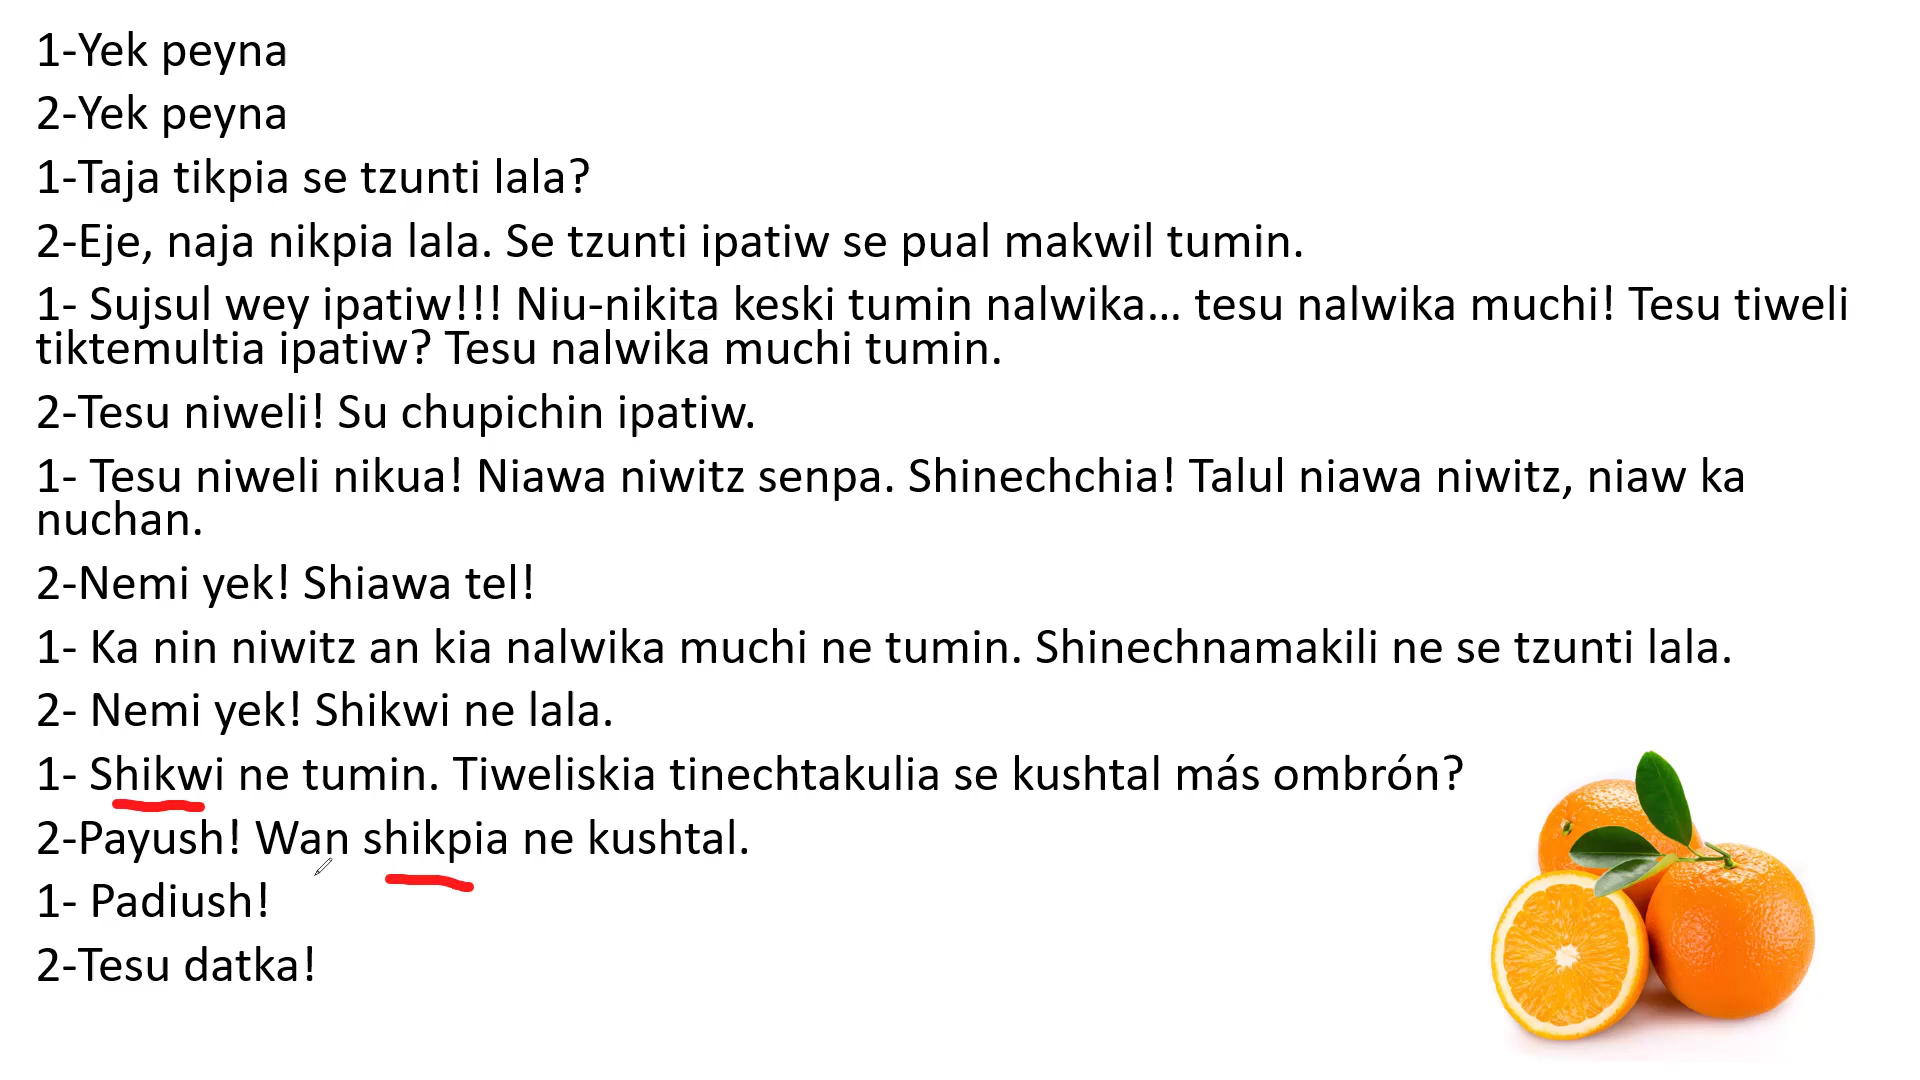 1-Yek peyna
2-Yek peyna
1-Taja tikpia se tzunti lala?
2-Eje, naja nikpia lala. Se tzunti ipatiw se pual makwil tumin.
1- Sujsul wey ipatiw!!! Niu-nikita keski tumin nalwika... tesu nalwika muchi! Tesu tiweli
tiktemultia ipatiw? Tesu nalwika muchi tumin.
2-Tesu niweli! Su chupichin ipatiw.
1- Tesu niweli nikua! Niawa niwitz senpa. Shinechchia! Talul niawa niwitz, niaw ka
nuchan.
2-Nemi yek! Shiawa tel!
1- Ka nin niwitz an kia nalwika muchi ne tumin. Shinechnamakili ne se tzunti lala.
2- Nemi yek! Shikwi ne lala.
1- Shikwi ne tumin. Tiweliskia tinechtakulia se kushtal más ombrón?
2-Payush! Wan shikpia ne kushtal.
1- Padiush!
2-Tesu datka!